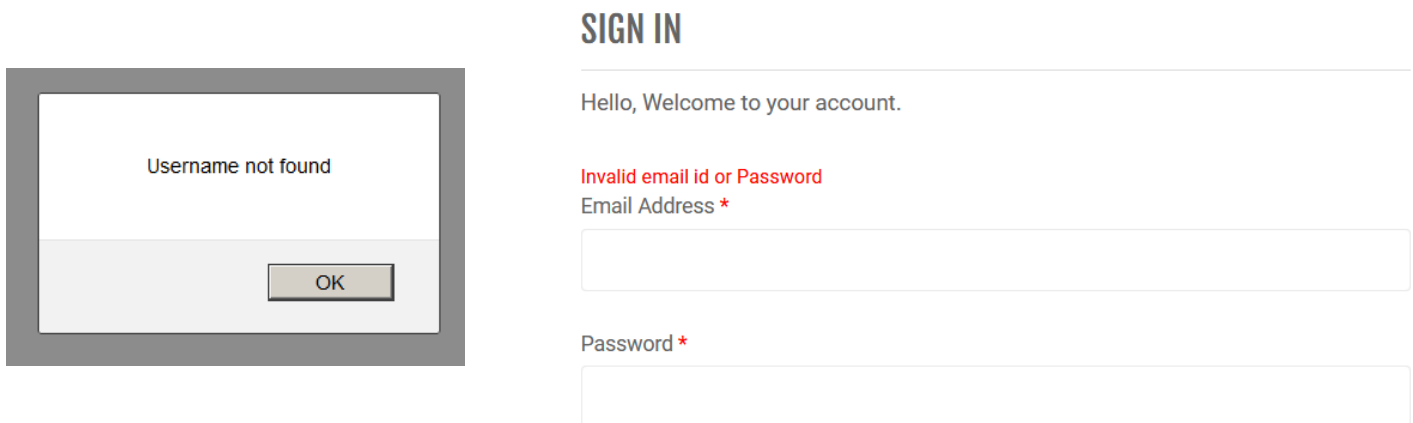 Username not found
OK
SIGN IN
Hello, Welcome to your account.
Invalid email id or Password
Email Address *
Password *